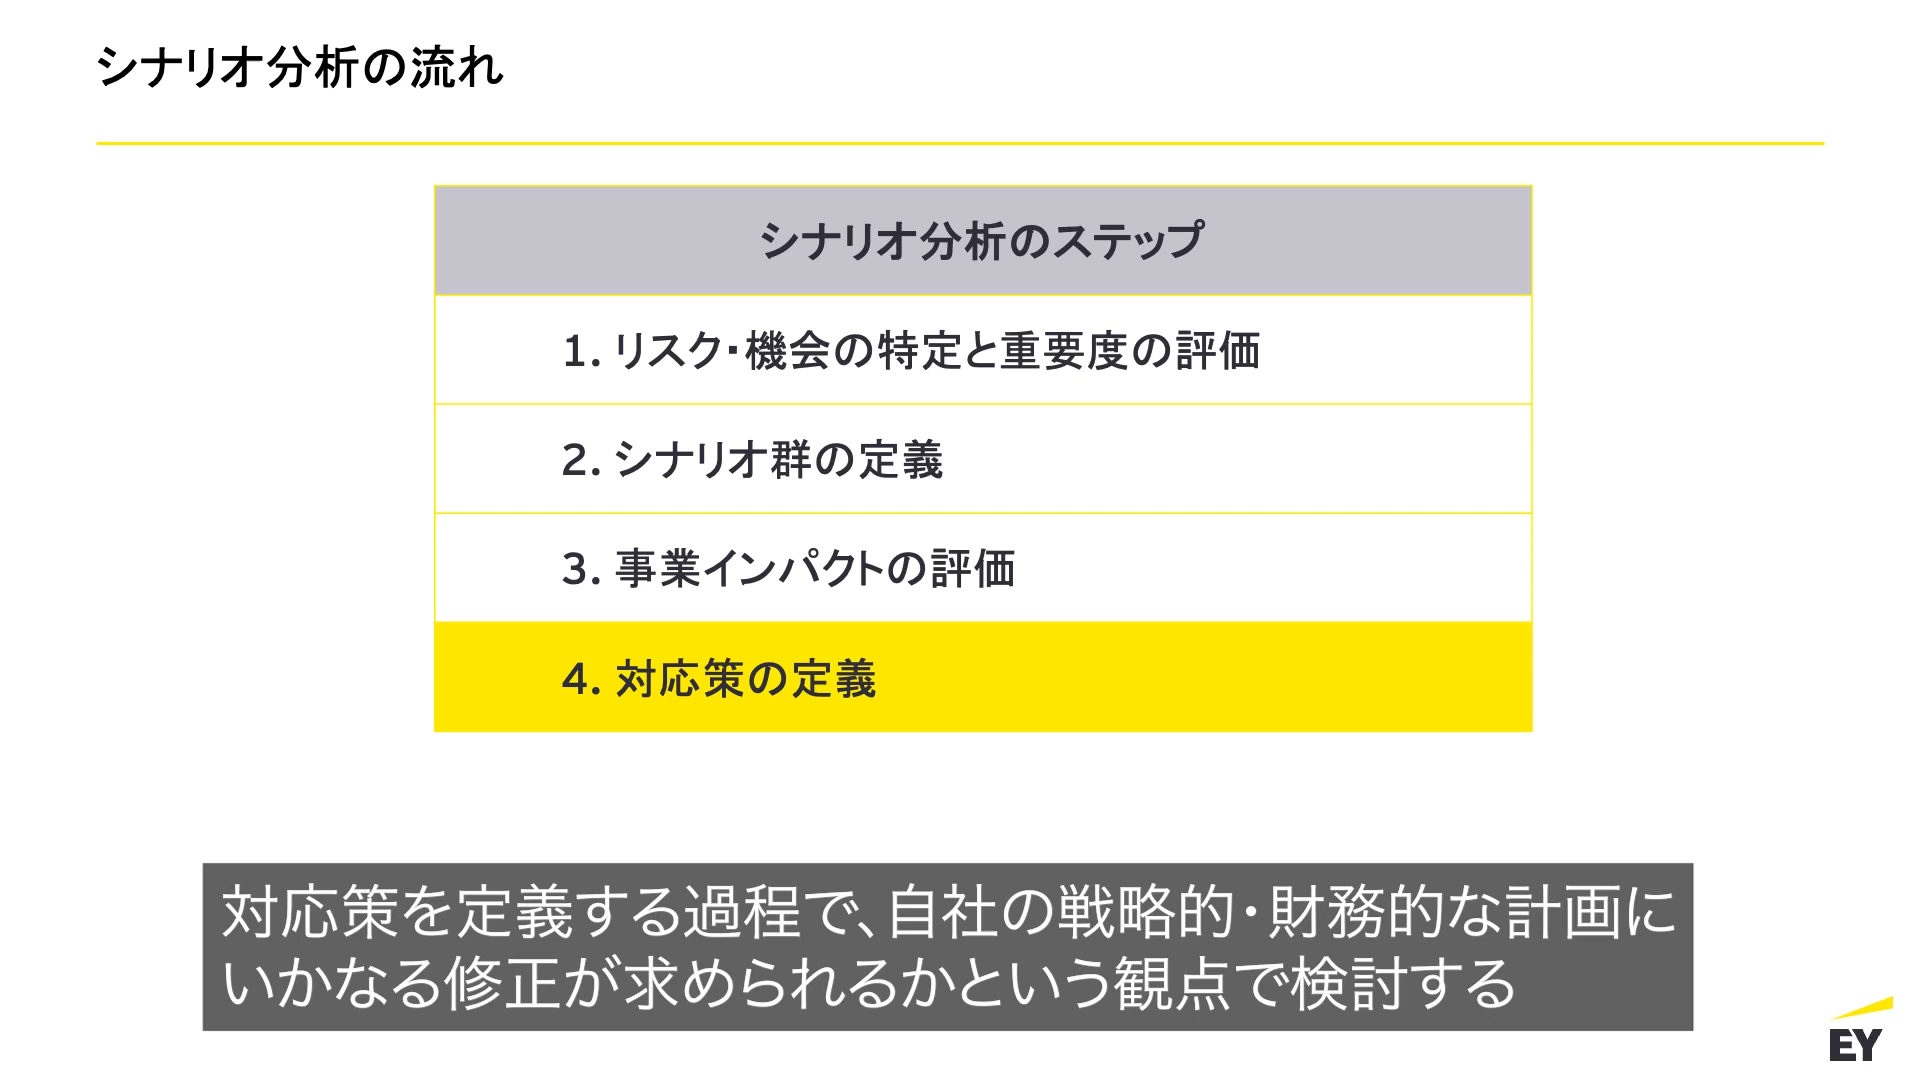 シナリオ分析の流れ
シナリオ分析のステップ
1. リスク・機会の特定と重要度の評価
2. シナリオ群の定義
3. 事業インパクトの評価
4. 対応策の定義
対応策を定義する過程で、自社の戦略的・財務的な計画に
いかなる修正が求められるかという観点で検討する
EY